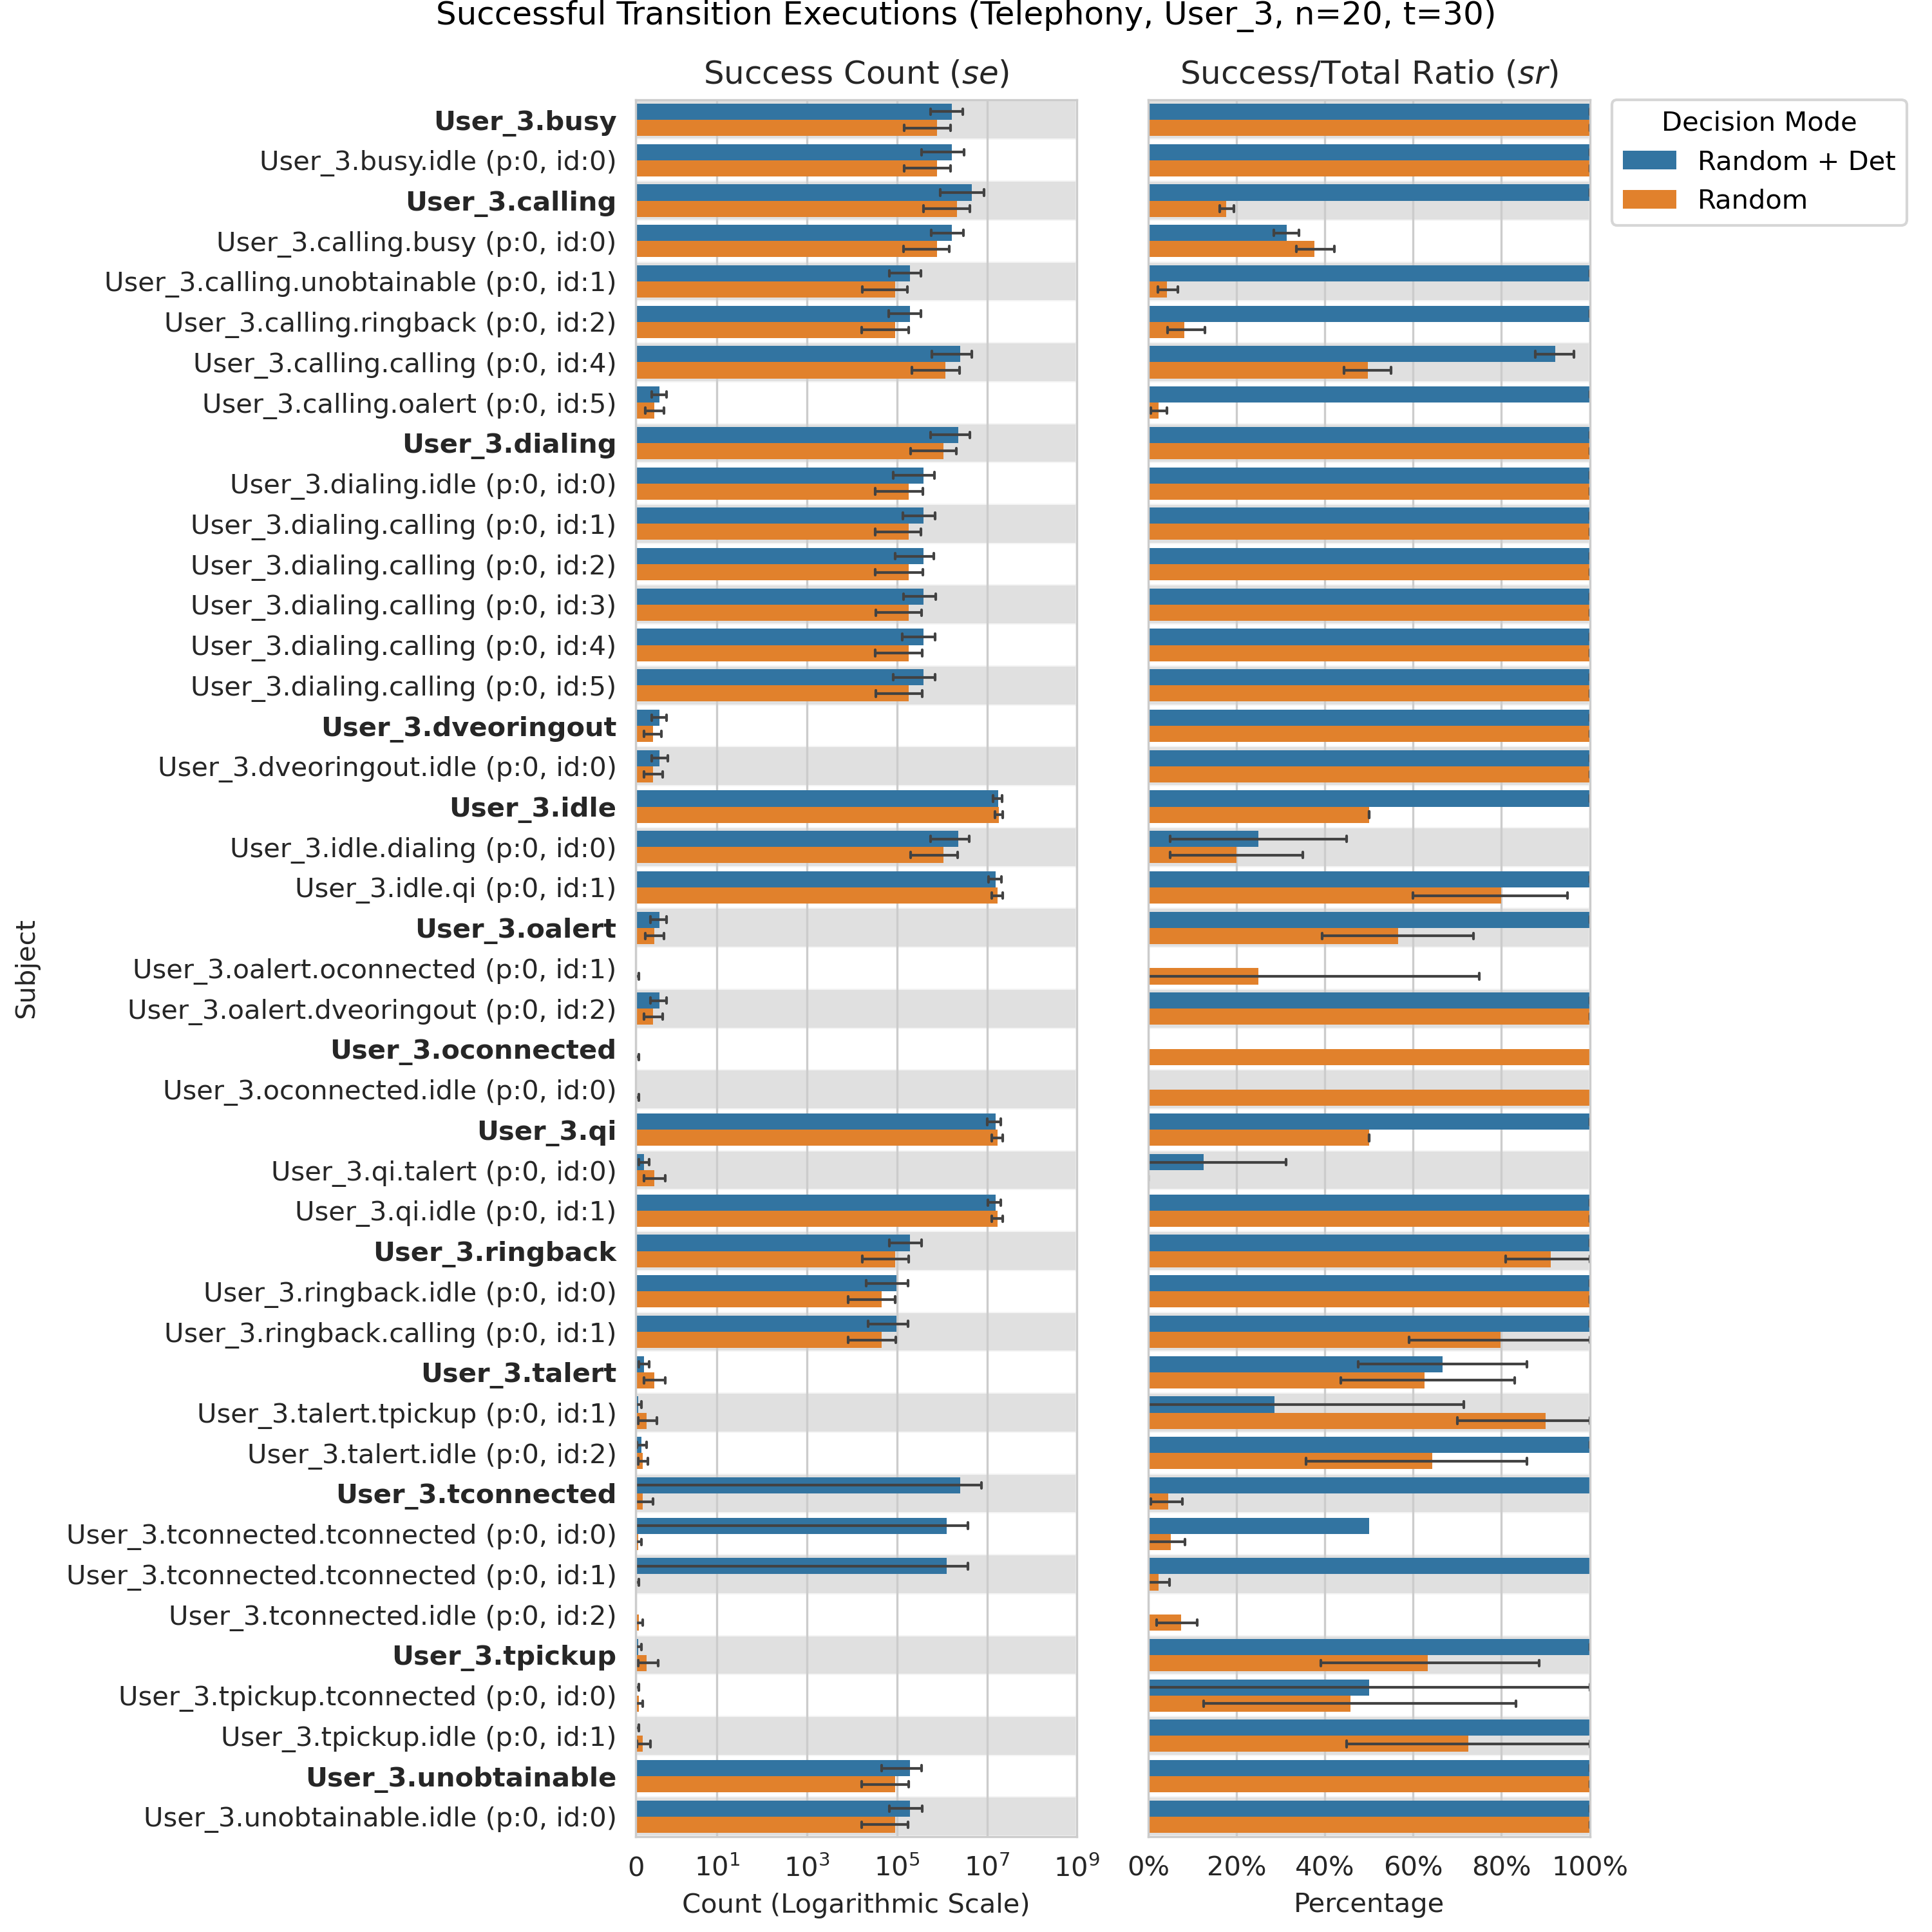 Successful Transition Executions (Telephony, User_3, n=20, t=30)
Success Count (se)
Success/Total Ratio (sr)
Decision Mode
Random + Det
Random
Subject
User_3.busy
User_3.busy.idle (p:0, id:0)
User_3.calling
User_3.calling.busy (p:0, id:0)
User_3.calling.unobtainable (p:0, id:1)
User_3.calling.ringback (p:0, id:2)
User_3.calling.calling (p:0, id:4)
User_3.calling.oalert (p:0, id:5)
User_3.dialing
User_3.dialing.idle (p:0, id:0)
User_3.dialing.calling (p:0, id:1)
User_3.dialing.calling (p:0, id:2)
User_3.dialing.calling (p:0, id:3)
User_3.dialing.calling (p:0, id:4)
User_3.dialing.calling (p:0, id:5)
User_3.dveoringout
User_3.dveoringout.idle (p:0, id:0)
User_3.idle
User_3.idle.dialing (p:0, id:0)
User_3.idle.qi (p:0, id:1)
User_3.oalert
User_3.oalert.oconnected (p:0, id:1)
User_3.oalert.dveoringout (p:0, id:2)
User_3.oconnected
User_3.oconnected.idle (p:0, id:0)
User_3.qi
User_3.qi.talert (p:0, id:0)
User_3.qi.idle (p:0, id:1)
User_3.ringback
User_3.ringback.idle (p:0, id:0)
User_3.ringback.calling (p:0, id:1)
User_3.talert
User_3.talert.tpickup (p:0, id:1)
User_3.talert.idle (p:0, id:2)
User_3.tconnected
User_3.tconnected.tconnected (p:0, id:0)
User_3.tconnected.tconnected (p:0, id:1)
User_3.tconnected.idle (p:0, id:2)
User_3.tpickup
User_3.tpickup.tconnected (p:0, id:0)
User_3.tpickup.idle (p:0, id:1)
User_3.unobtainable
User_3.unobtainable.idle (p:0, id:0)
0 10¹ 10³ 10⁵ 10⁷ 10⁹
0% 20% 40% 60% 80% 100%
Count (Logarithmic Scale)
Percentage